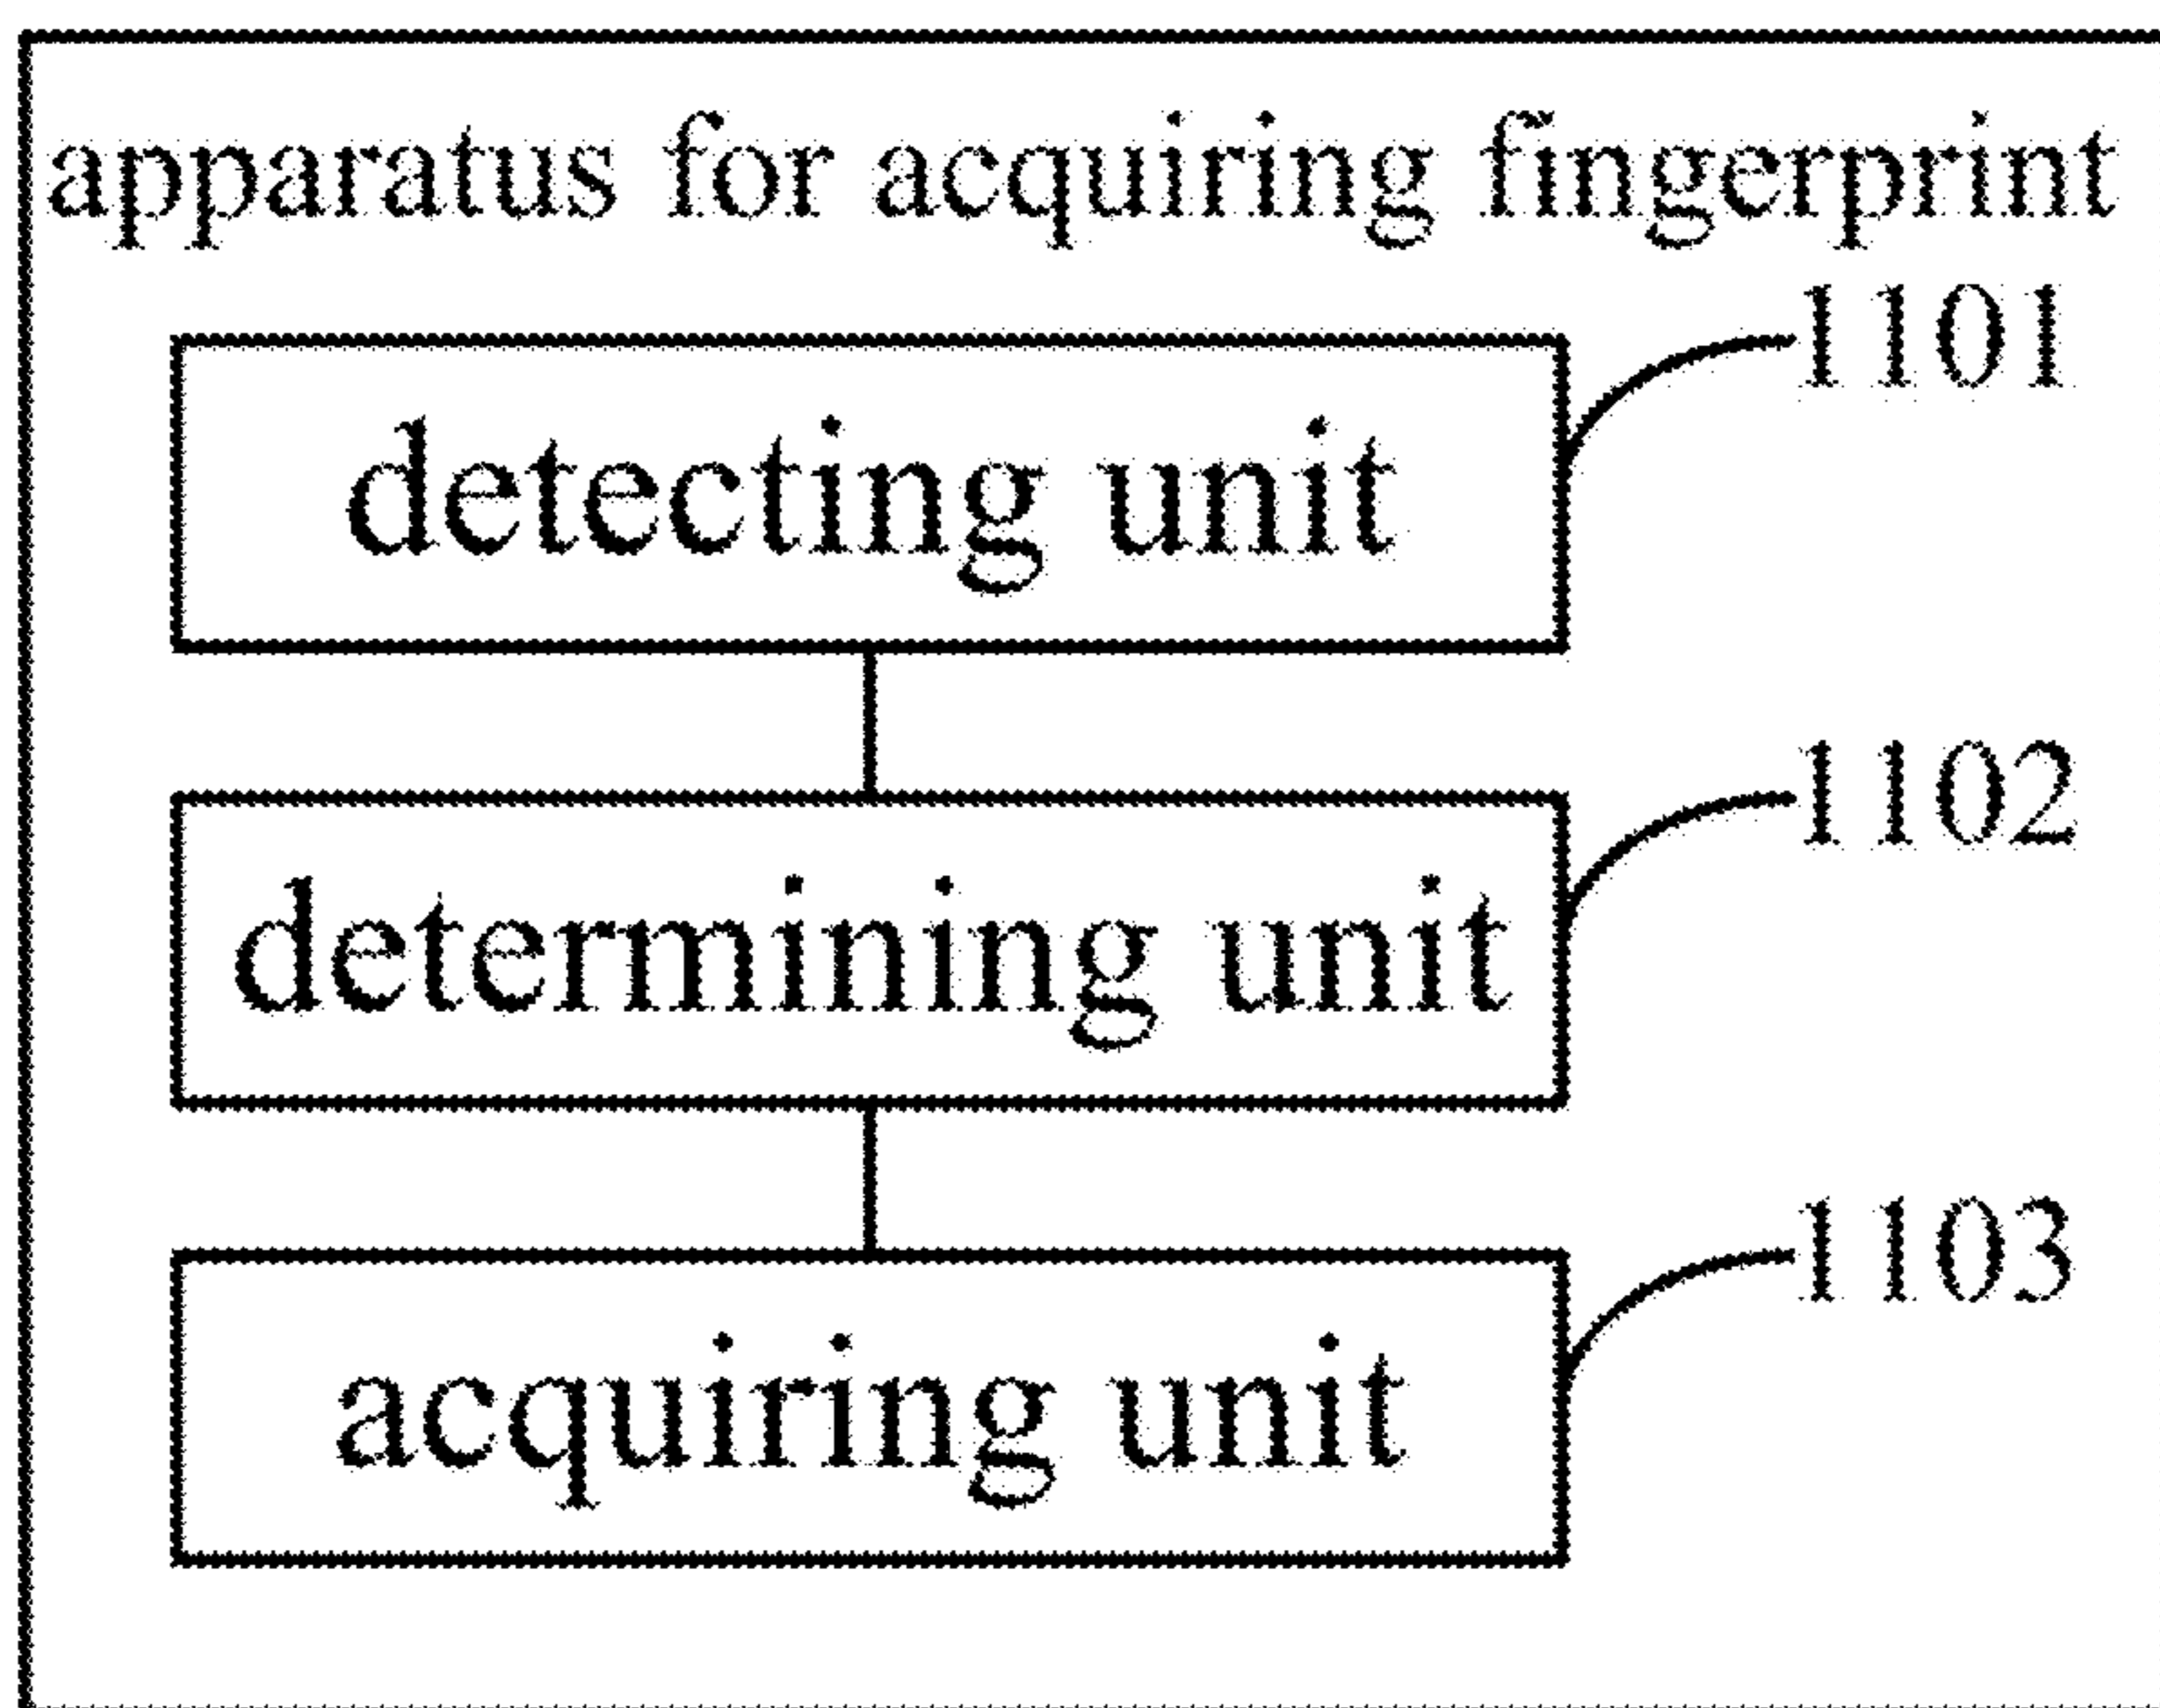 apparatus for acquiring fingerprint
1101
detecting unit
1102
determining unit
1103
acquiring unit